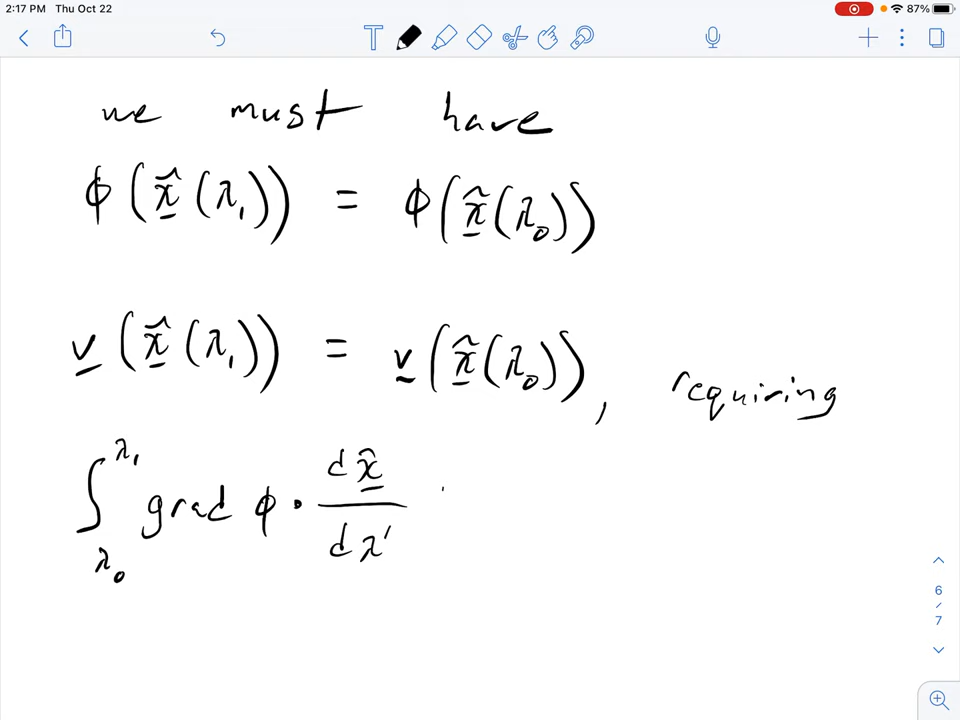 2:17 PM Thu Oct 22 87%
T
we must have
ϕ(x̂(λ₁)) = ϕ(x̂(λ₀))
v(x̂(λ₁)) = v(x̂(λ₀)), requiring
∫_{λ₀}^{λ₁} grad ϕ · dx̂/dλ'
6
/
7